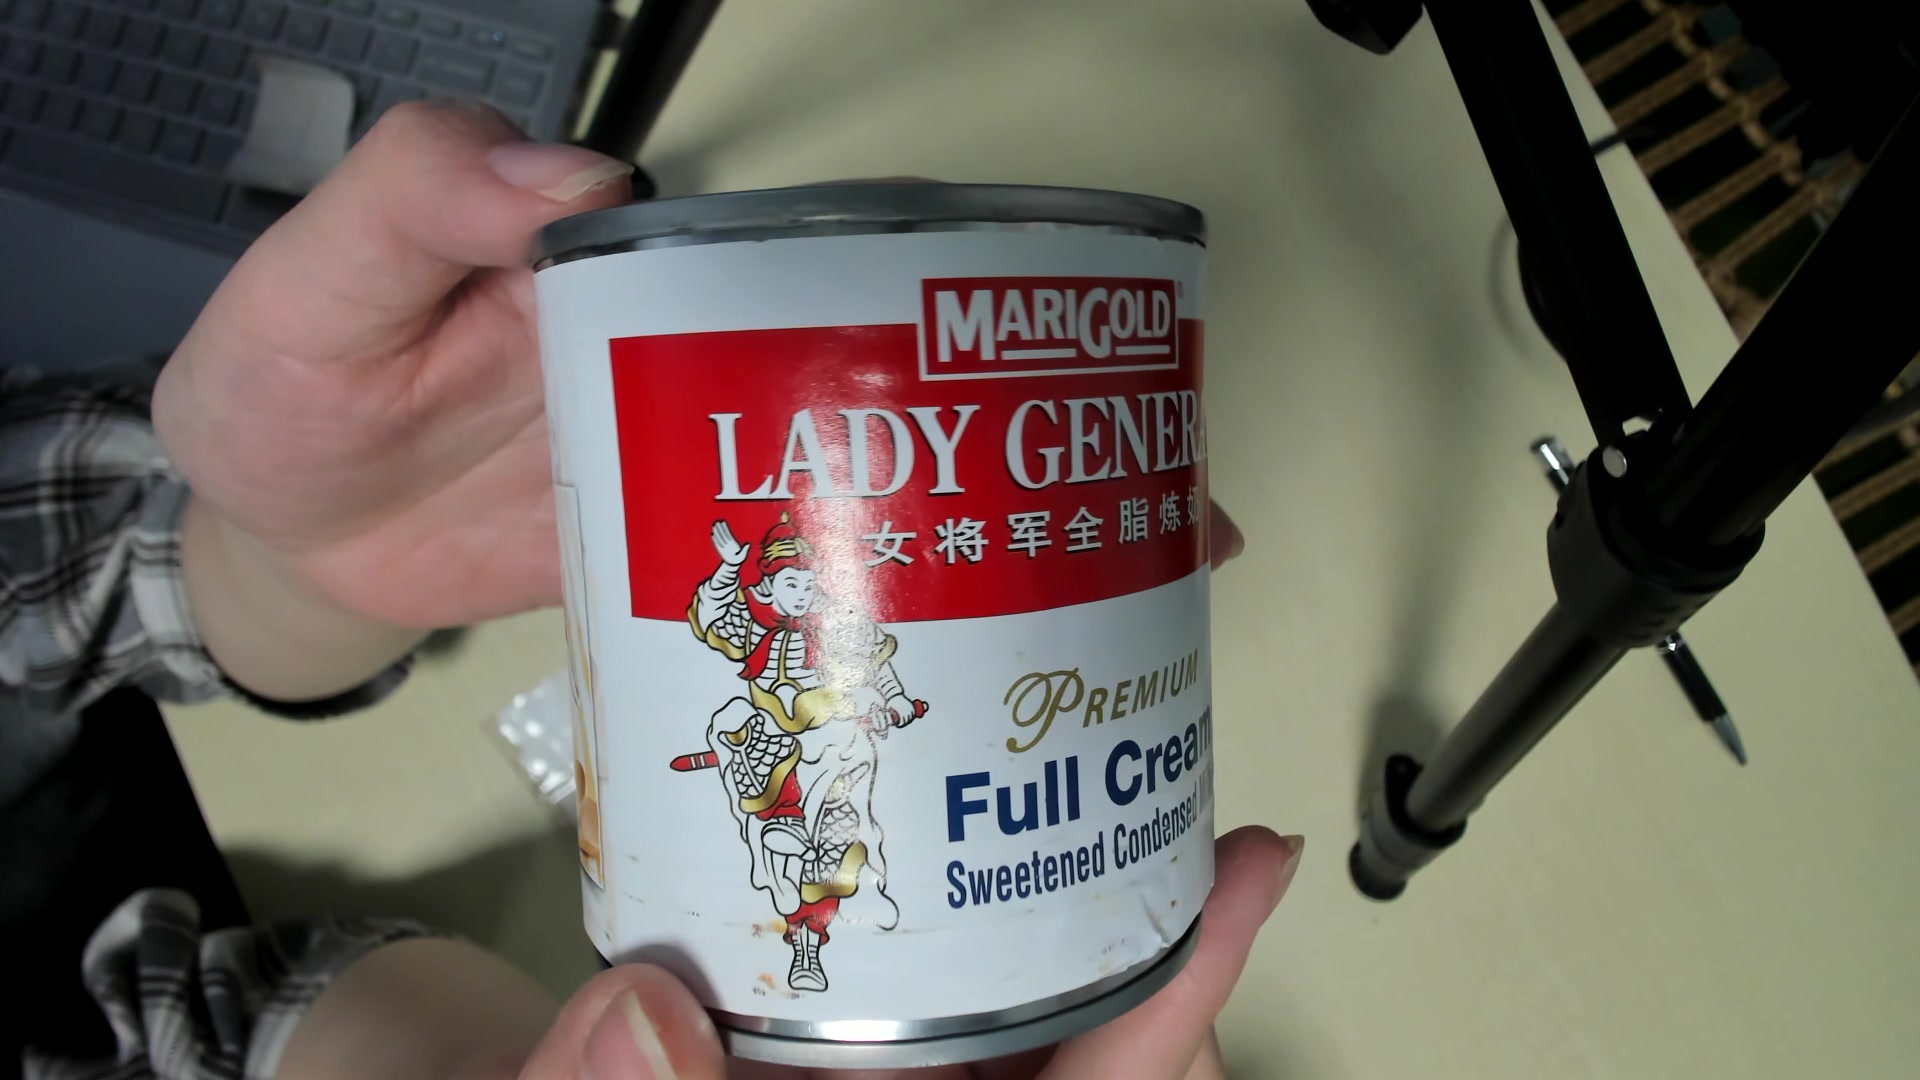 MARIGOLD
LADY GENERA
女将军全脂炼奶
PREMIUM
Full Cream
Sweetened Condensed